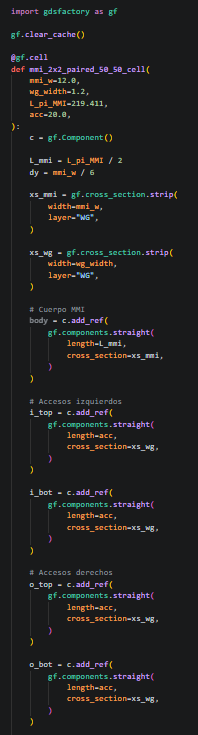 import gdsfactory as gf

gf.clear_cache()

@gf.cell
def mmi_2x2_paired_50_50_cell(
    mmi_w=12.0,
    wg_width=1.2,
    L_pi_MMI=219.411,
    acc=20.0,
):
    c = gf.Component()

    L_mmi = L_pi_MMI / 2
    dy = mmi_w / 6

    xs_mmi = gf.cross_section.strip(
        width=mmi_w,
        layer="WG",
    )

    xs_wg = gf.cross_section.strip(
        width=wg_width,
        layer="WG",
    )

    # Cuerpo MMI
    body = c.add_ref(
        gf.components.straight(
            length=L_mmi,
            cross_section=xs_mmi,
        )
    )

    # Accesos izquierdos
    i_top = c.add_ref(
        gf.components.straight(
            length=acc,
            cross_section=xs_wg,
        )
    )

    i_bot = c.add_ref(
        gf.components.straight(
            length=acc,
            cross_section=xs_wg,
        )
    )

    # Accesos derechos
    o_top = c.add_ref(
        gf.components.straight(
            length=acc,
            cross_section=xs_wg,
        )
    )

    o_bot = c.add_ref(
        gf.components.straight(
            length=acc,
            cross_section=xs_wg,
        )
    )